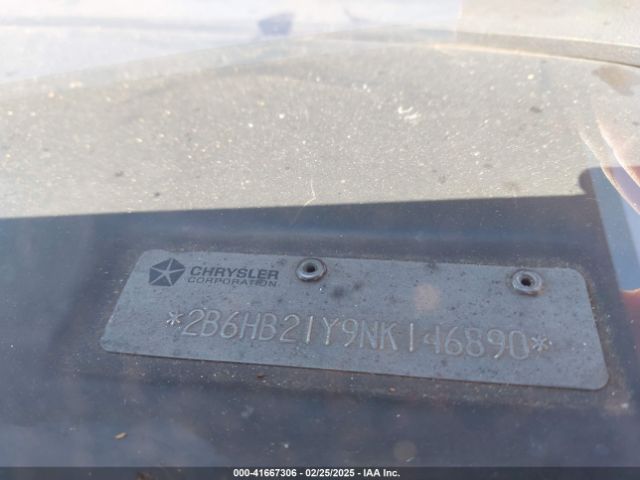 CHRYSLER
CORPORATION
*2B6HB21Y9NK146890*
000-41667306 - 02/25/2025 - IAA Inc.